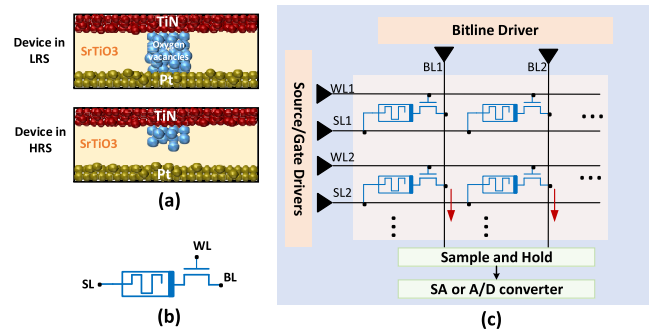 TiN
Device in
LRS
SrTiO3
Oxygen
vacancies
Pt
TiN
Device in
HRS
SrTiO3
Pt
(a)
WL
SL
BL
(b)
Bitline Driver
BL1
BL2
Source/Gate Drivers
WL1
SL1
WL2
SL2
Sample and Hold
SA or A/D converter
(c)